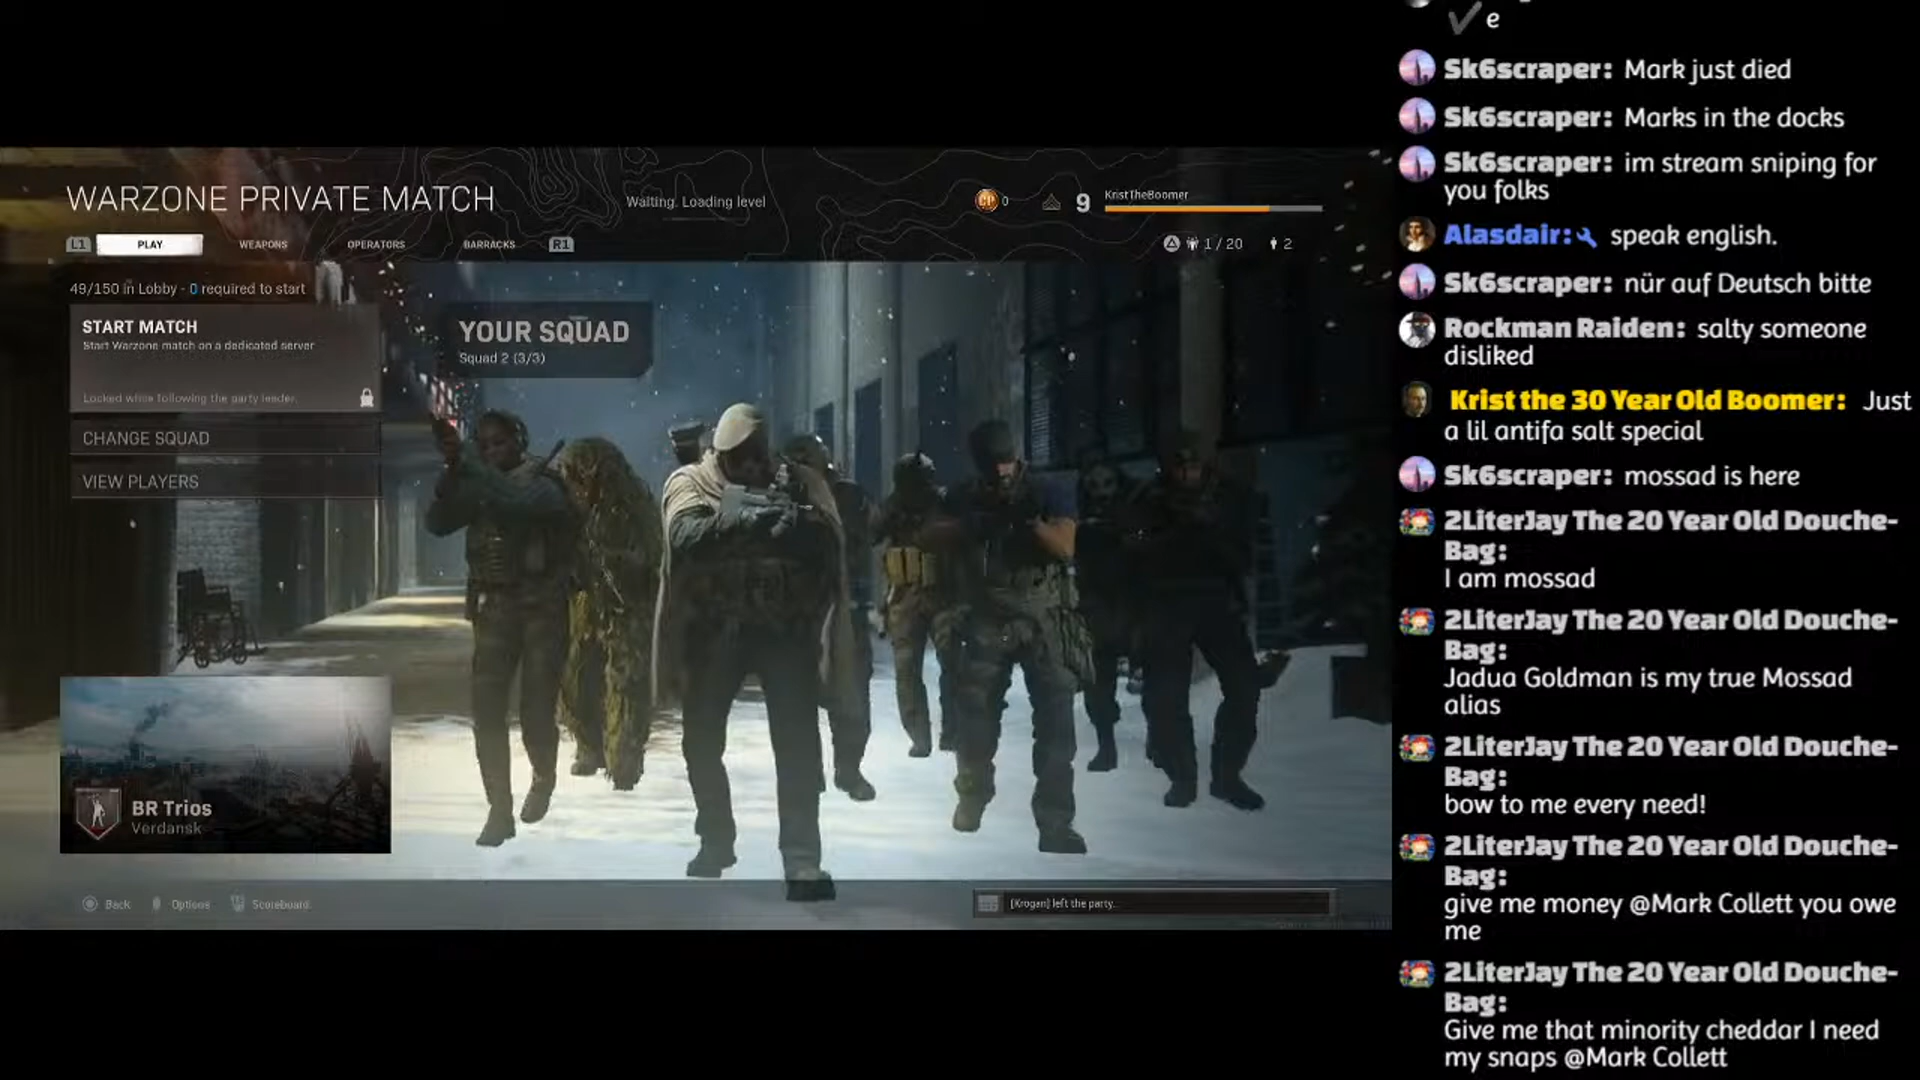 WARZONE PRIVATE MATCH
Waiting. Loading level
CP 0
9
KristTheBoomer
L1
PLAY
WEAPONS
OPERATORS
BARRACKS
R1
1 / 20
2
49/150 in Lobby - 0 required to start
START MATCH
Start Warzone match on a dedicated server
Locked while following the party leader.
CHANGE SQUAD
VIEW PLAYERS
YOUR SQUAD
Squad 2 (3/3)
BR Trios
Verdansk
Back
Options
Scoreboard
[Krogan] left the party.
e
Sk6scraper: Mark just died
Sk6scraper: Marks in the docks
Sk6scraper: im stream sniping for
you folks
Alasdair: speak english.
Sk6scraper: nür auf Deutsch bitte
Rockman Raiden: salty someone
disliked
Krist the 30 Year Old Boomer: Just
a lil antifa salt special
Sk6scraper: mossad is here
2LiterJay The 20 Year Old Douche-
Bag:
I am mossad
2LiterJay The 20 Year Old Douche-
Bag:
Jadua Goldman is my true Mossad
alias
2LiterJay The 20 Year Old Douche-
Bag:
bow to me every need!
2LiterJay The 20 Year Old Douche-
Bag:
give me money @Mark Collett you owe
me
2LiterJay The 20 Year Old Douche-
Bag:
Give me that minority cheddar I need
my snaps @Mark Collett